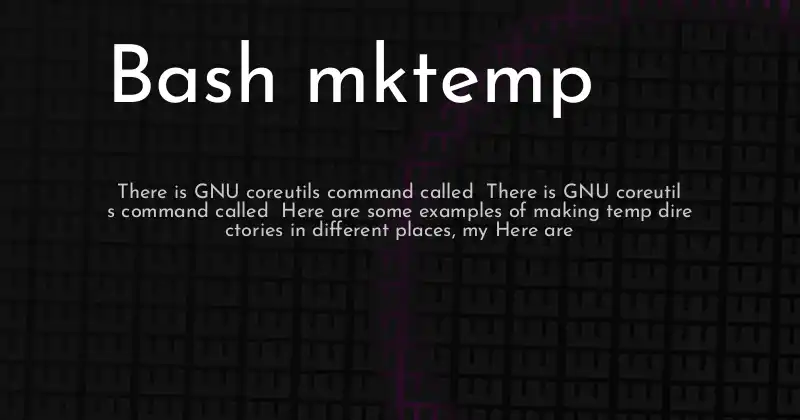 Bash mktemp
There is GNU coreutils command called  There is GNU coreutil
s command called  Here are some examples of making temp dire
ctories in different places, my Here are